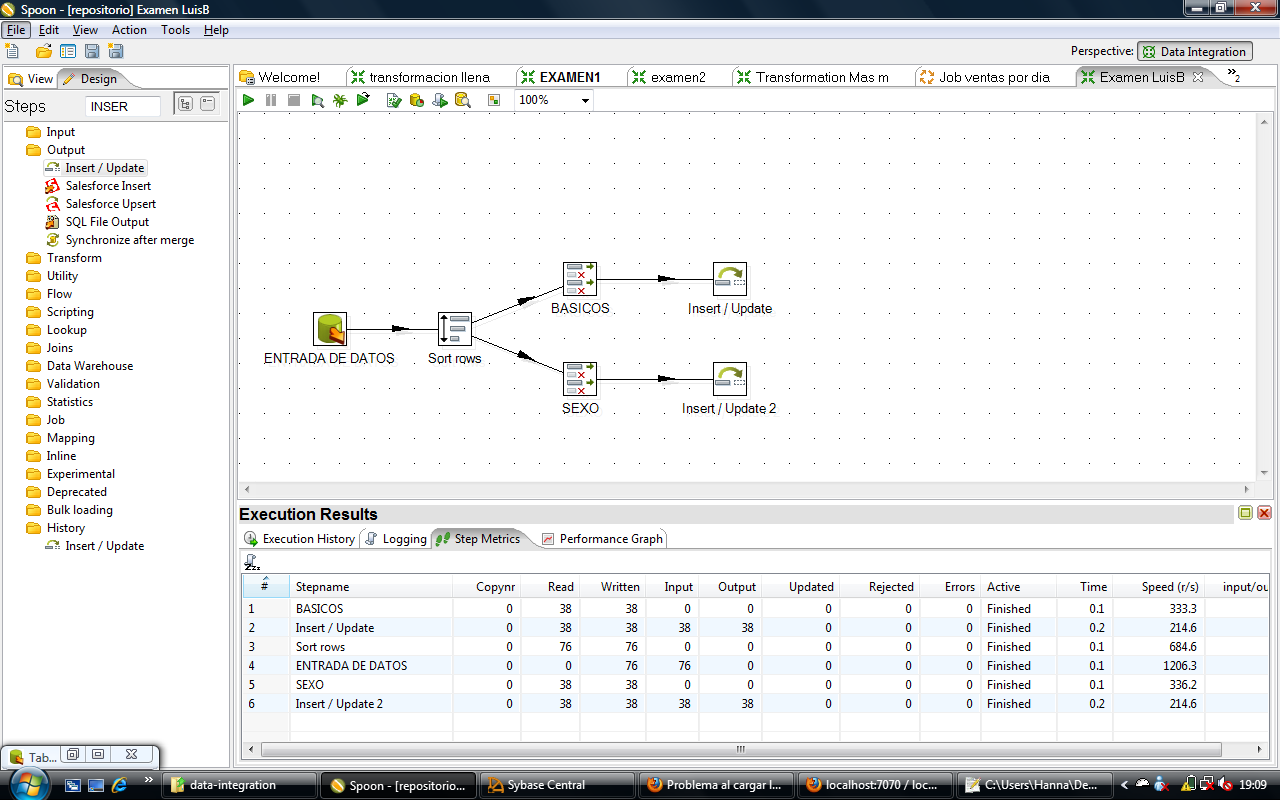 Spoon - [repositorio] Examen LuisB
File Edit View Action Tools Help
Perspective: Data Integration
View Design
Welcome! transformacion llena EXAMEN1 examen2 Transformation Mas m Job ventas por dia Examen LuisB »2
Steps INSER
100%
Input
Output
Insert / Update
Salesforce Insert
Salesforce Upsert
SQL File Output
Synchronize after merge
Transform
Utility
Flow
Scripting
Lookup
Joins
Data Warehouse
Validation
Statistics
Job
Mapping
Inline
Experimental
Deprecated
Bulk loading
History
Insert / Update
BASICOS Insert / Update
ENTRADA DE DATOS Sort rows
SEXO Insert / Update 2
Execution Results
Execution History Logging Step Metrics Performance Graph
# Stepname Copynr Read Written Input Output Updated Rejected Errors Active Time Speed (r/s) input/ou
1 BASICOS 0 38 38 0 0 0 0 0 Finished 0.1 333.3
2 Insert / Update 0 38 38 38 38 0 0 0 Finished 0.2 214.6
3 Sort rows 0 76 76 0 0 0 0 0 Finished 0.1 684.6
4 ENTRADA DE DATOS 0 0 76 76 0 0 0 0 Finished 0.1 1206.3
5 SEXO 0 38 38 0 0 0 0 0 Finished 0.1 336.2
6 Insert / Update 2 0 38 38 38 38 0 0 0 Finished 0.2 214.6
Tab...
data-integration Spoon - [repositorio... Sybase Central Problema al cargar l... localhost:7070 / loc... C:\Users\Hanna\De... 19:09